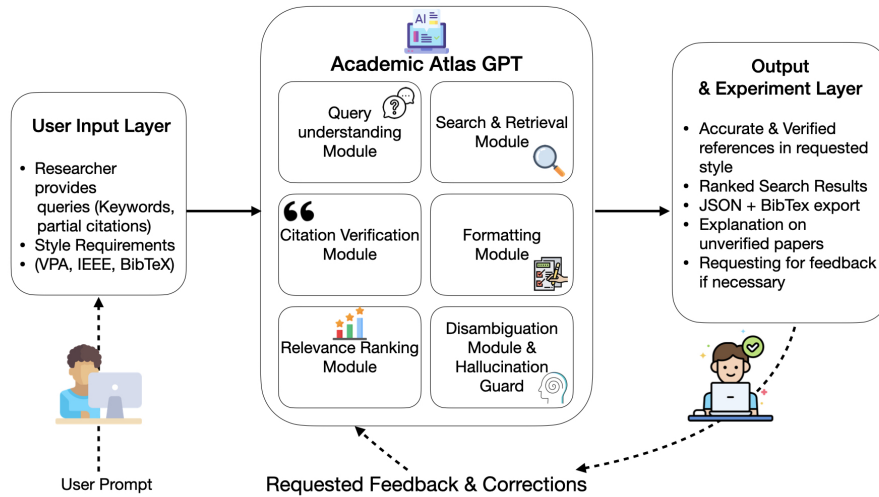 User Input Layer
• Researcher
provides
queries (Keywords,
partial citations)
• Style Requirements
• (VPA, IEEE, BibTeX)
User Prompt
AI
Academic Atlas GPT
Query
understanding
Module
?
Search & Retrieval
Module
Citation Verification
Module
Formatting
Module
Relevance Ranking
Module
Disambiguation
Module &
Hallucination
Guard
Output
& Experiment Layer
• Accurate & Verified
references in requested
style
• Ranked Search Results
• JSON + BibTex export
• Explanation on
unverified papers
• Requesting for feedback
if necessary
Requested Feedback & Corrections